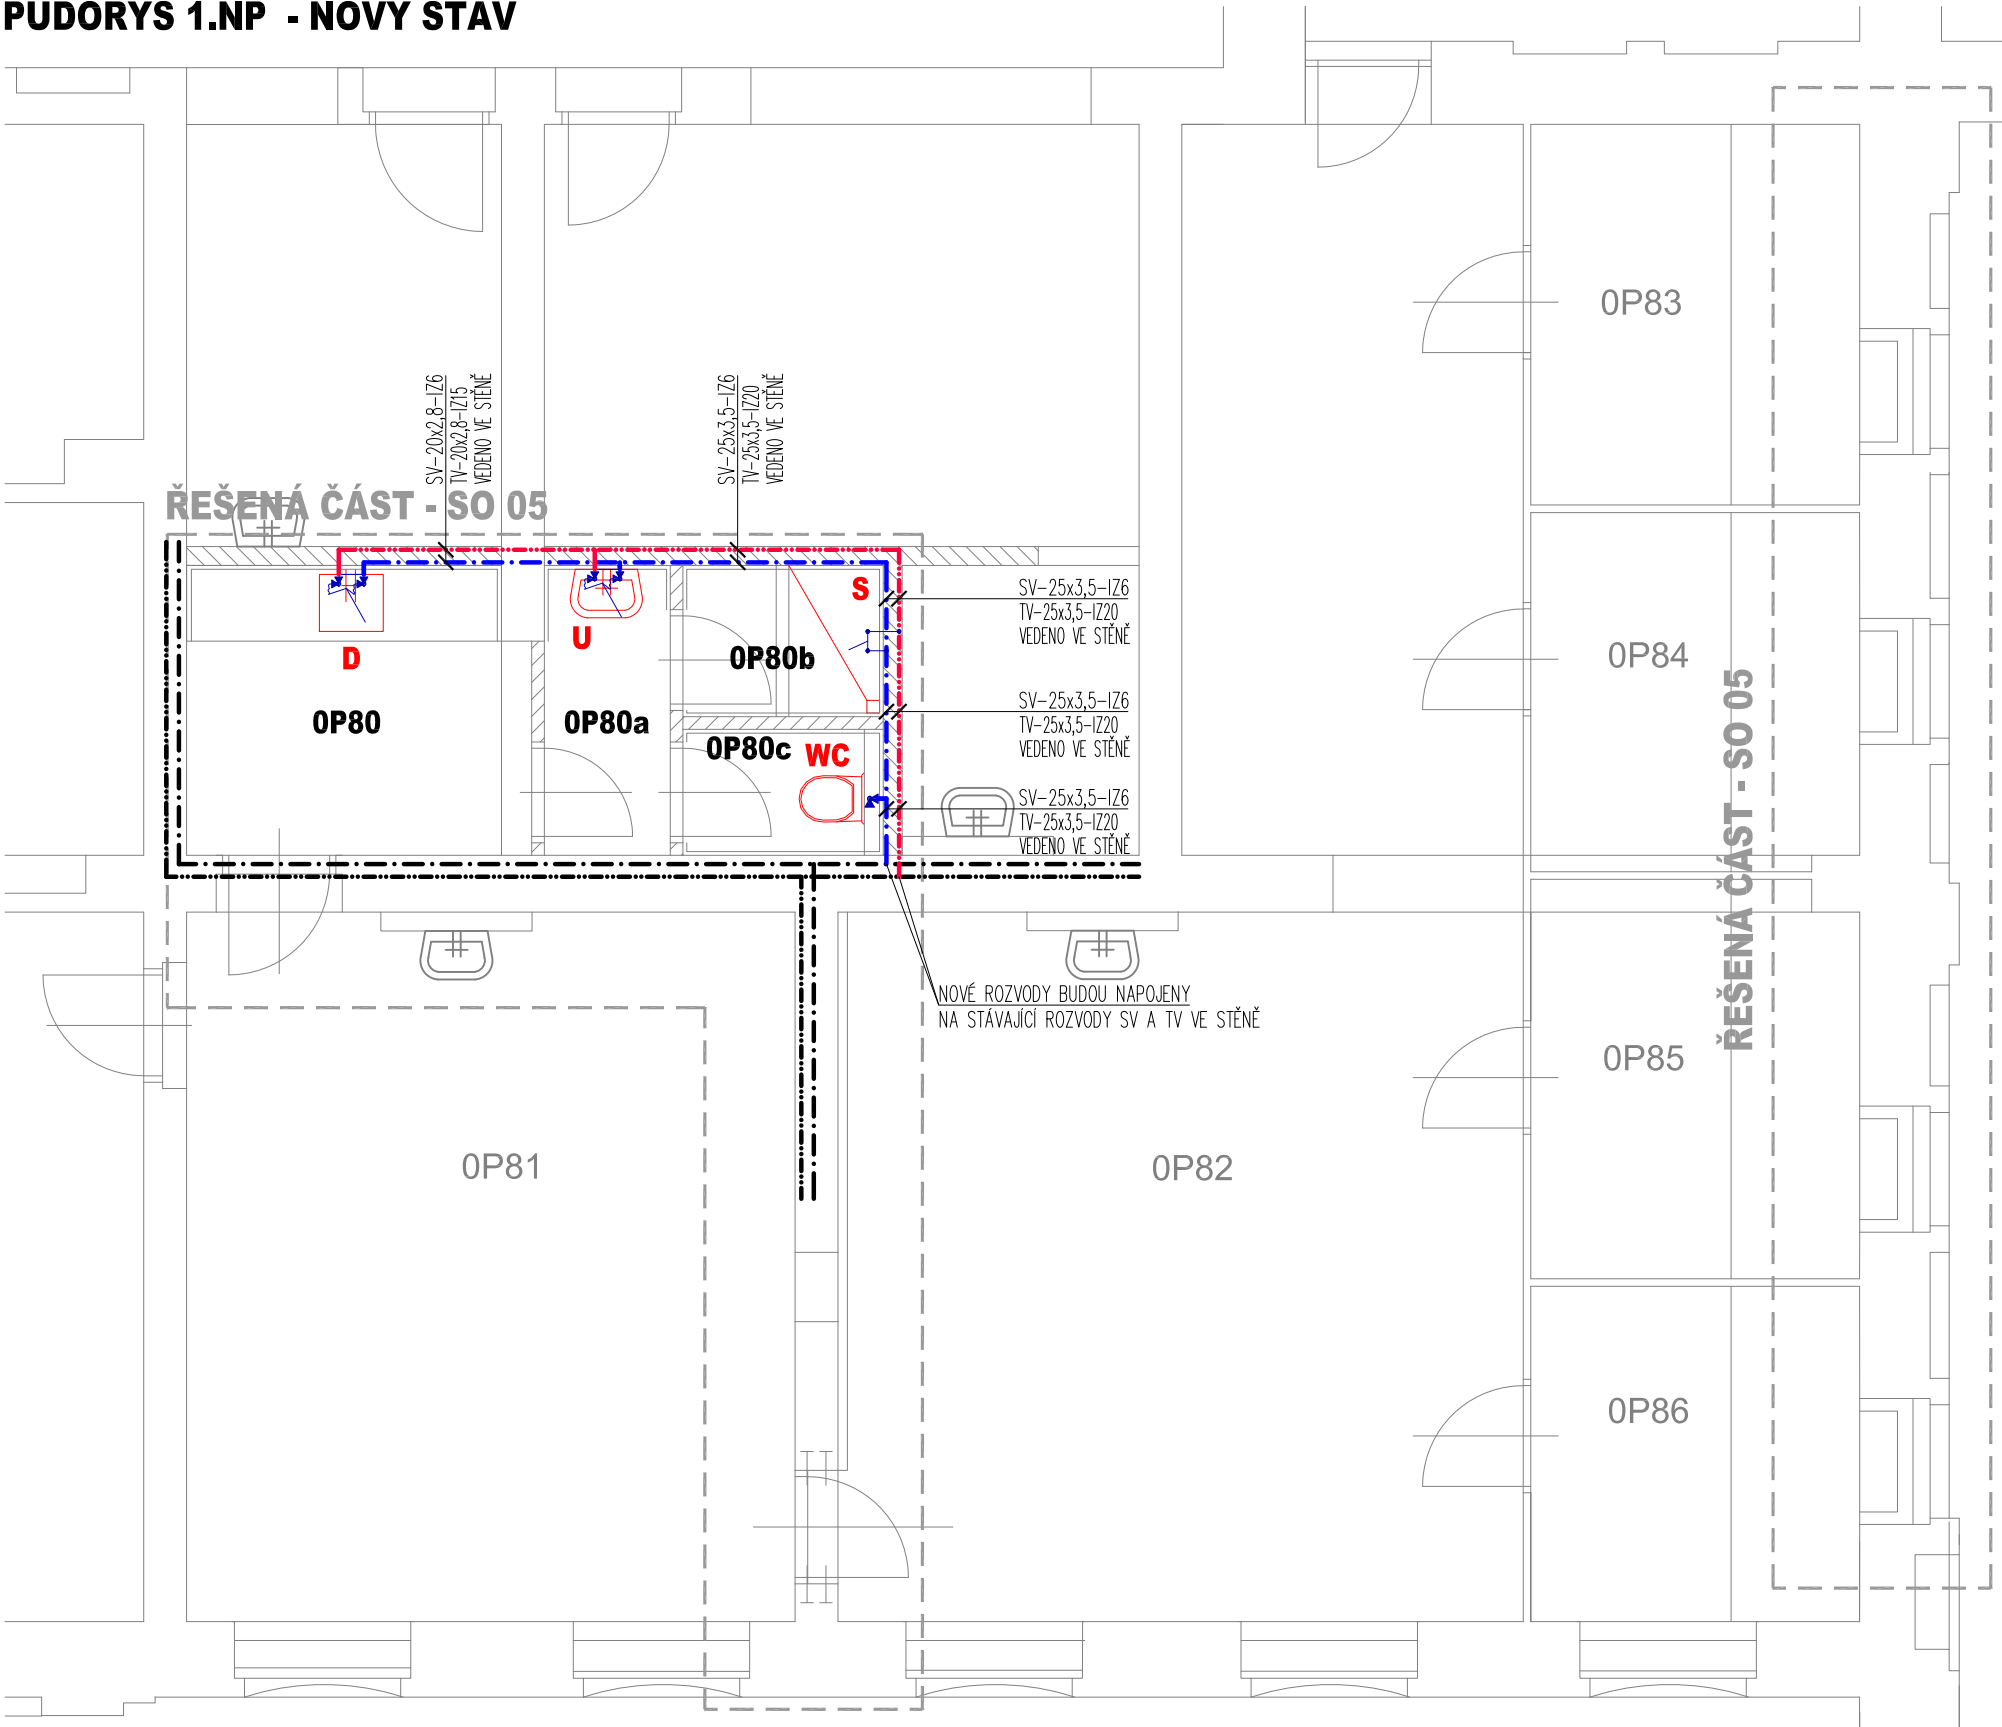 PŮDORYS 1.NP - NOVÝ STAV
0P83
SV-20x2,8-IZ6
TV-20x2,8-IZ15
VEDENO VE STĚNĚ
SV-25x3,5-IZ6
TV-25x3,5-IZ20
VEDENO VE STĚNĚ
ŘEŠENÁ ČÁST - SO 05
S
SV-25x3,5-IZ6
TV-25x3,5-IZ20
VEDENO VE STĚNĚ
U
D
0P80b
0P84
SV-25x3,5-IZ6
TV-25x3,5-IZ20
VEDENO VE STĚNĚ
0P80
0P80a
0P80c
WC
SV-25x3,5-IZ6
TV-25x3,5-IZ20
VEDENO VE STĚNĚ
ŘEŠENÁ ČÁST - SO 05
NOVÉ ROZVODY BUDOU NAPOJENY
NA STÁVAJÍCÍ ROZVODY SV A TV VE STĚNĚ
0P85
0P81
0P82
0P86